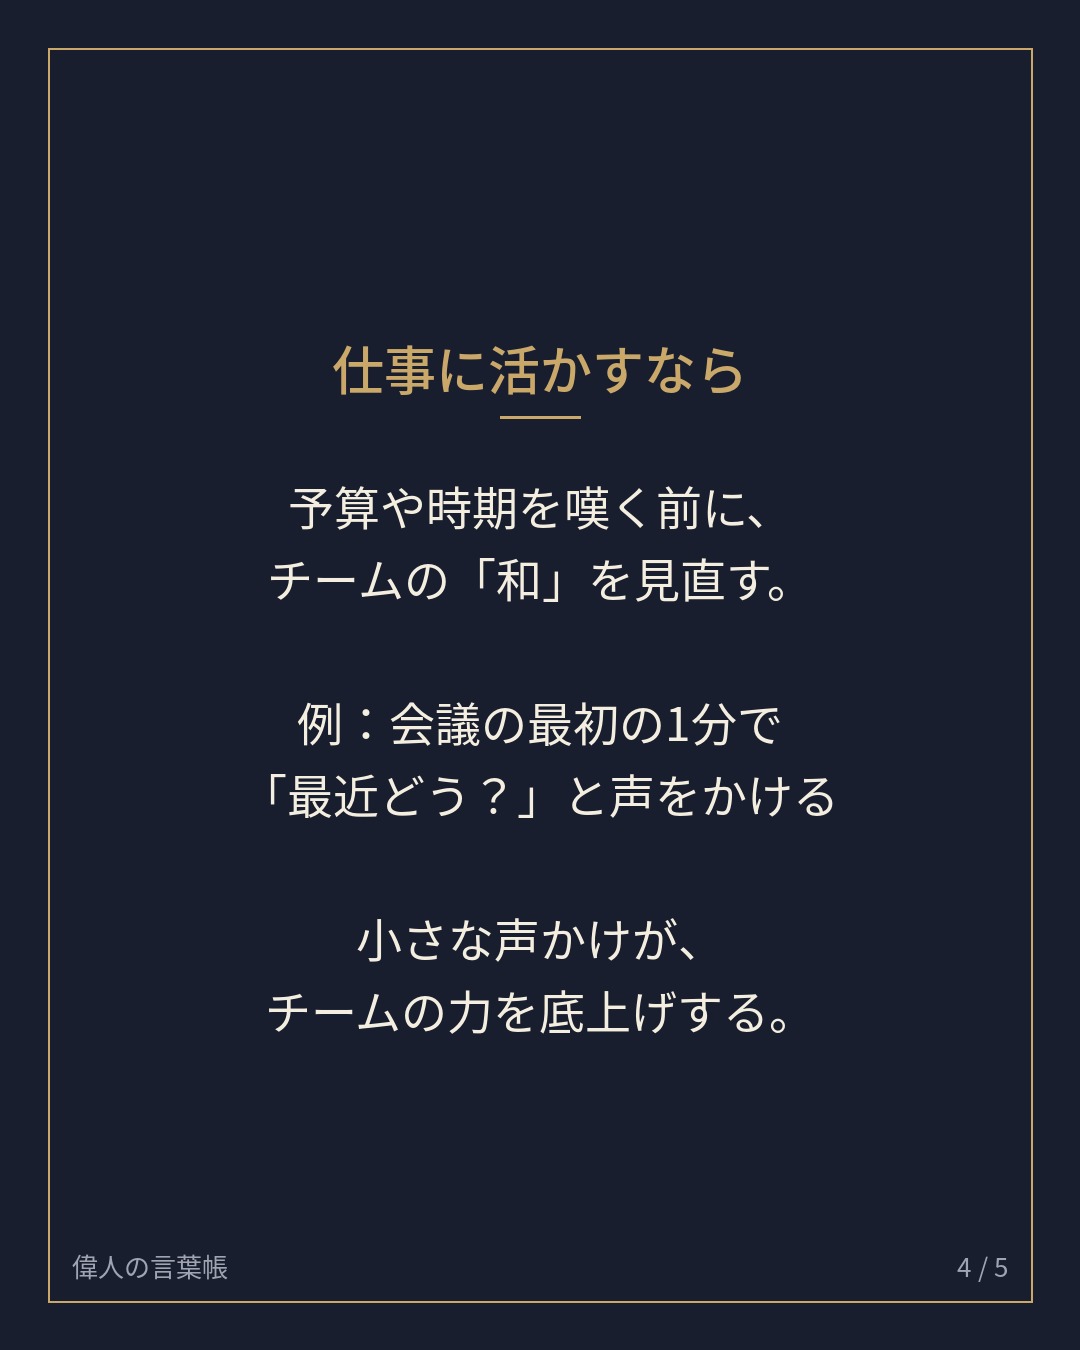 仕事に活かすなら
予算や時期を嘆く前に、
チームの「和」を見直す。
例：会議の最初の1分で
「最近どう？」と声をかける
小さな声かけが、
チームの力を底上げする。
偉人の言葉帳
4 / 5